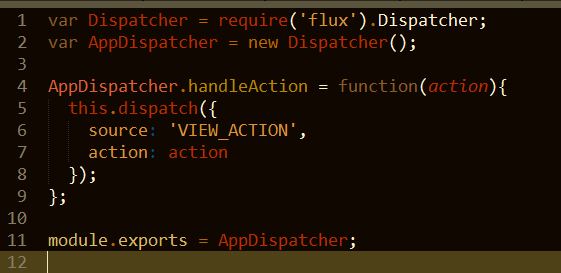 1 var Dispatcher = require('flux').Dispatcher;
2 var AppDispatcher = new Dispatcher();
3
4 AppDispatcher.handleAction = function(action){
5   this.dispatch({
6     source: 'VIEW_ACTION',
7     action: action
8   });
9 };
10
11 module.exports = AppDispatcher;
12